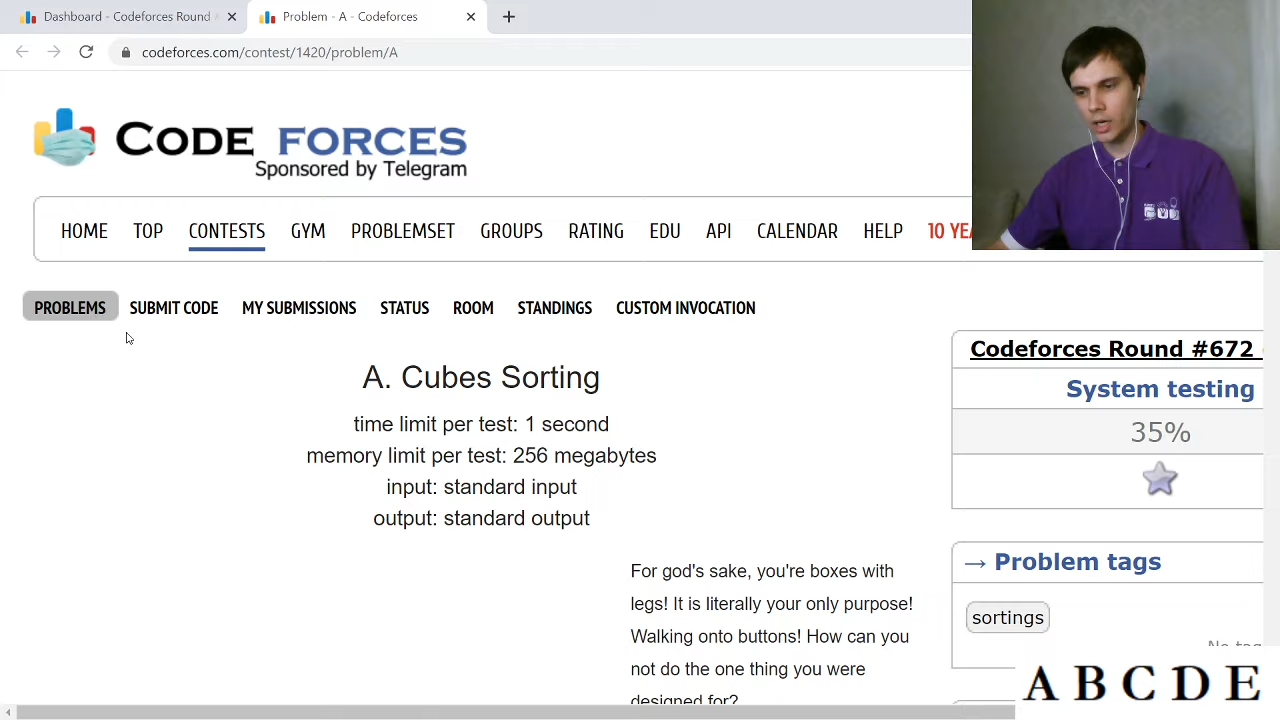 Dashboard - Codeforces Round
Problem - A - Codeforces
codeforces.com/contest/1420/problem/A
CODE FORCES
Sponsored by Telegram
HOME TOP CONTESTS GYM PROBLEMSET GROUPS RATING EDU API CALENDAR HELP 10 YEA
PROBLEMS SUBMIT CODE MY SUBMISSIONS STATUS ROOM STANDINGS CUSTOM INVOCATION
A. Cubes Sorting
time limit per test: 1 second
memory limit per test: 256 megabytes
input: standard input
output: standard output
For god's sake, you're boxes with
legs! It is literally your only purpose!
Walking onto buttons! How can you
not do the one thing you were
designed for?
Codeforces Round #672
System testing
35%
→ Problem tags
sortings
A B C D E